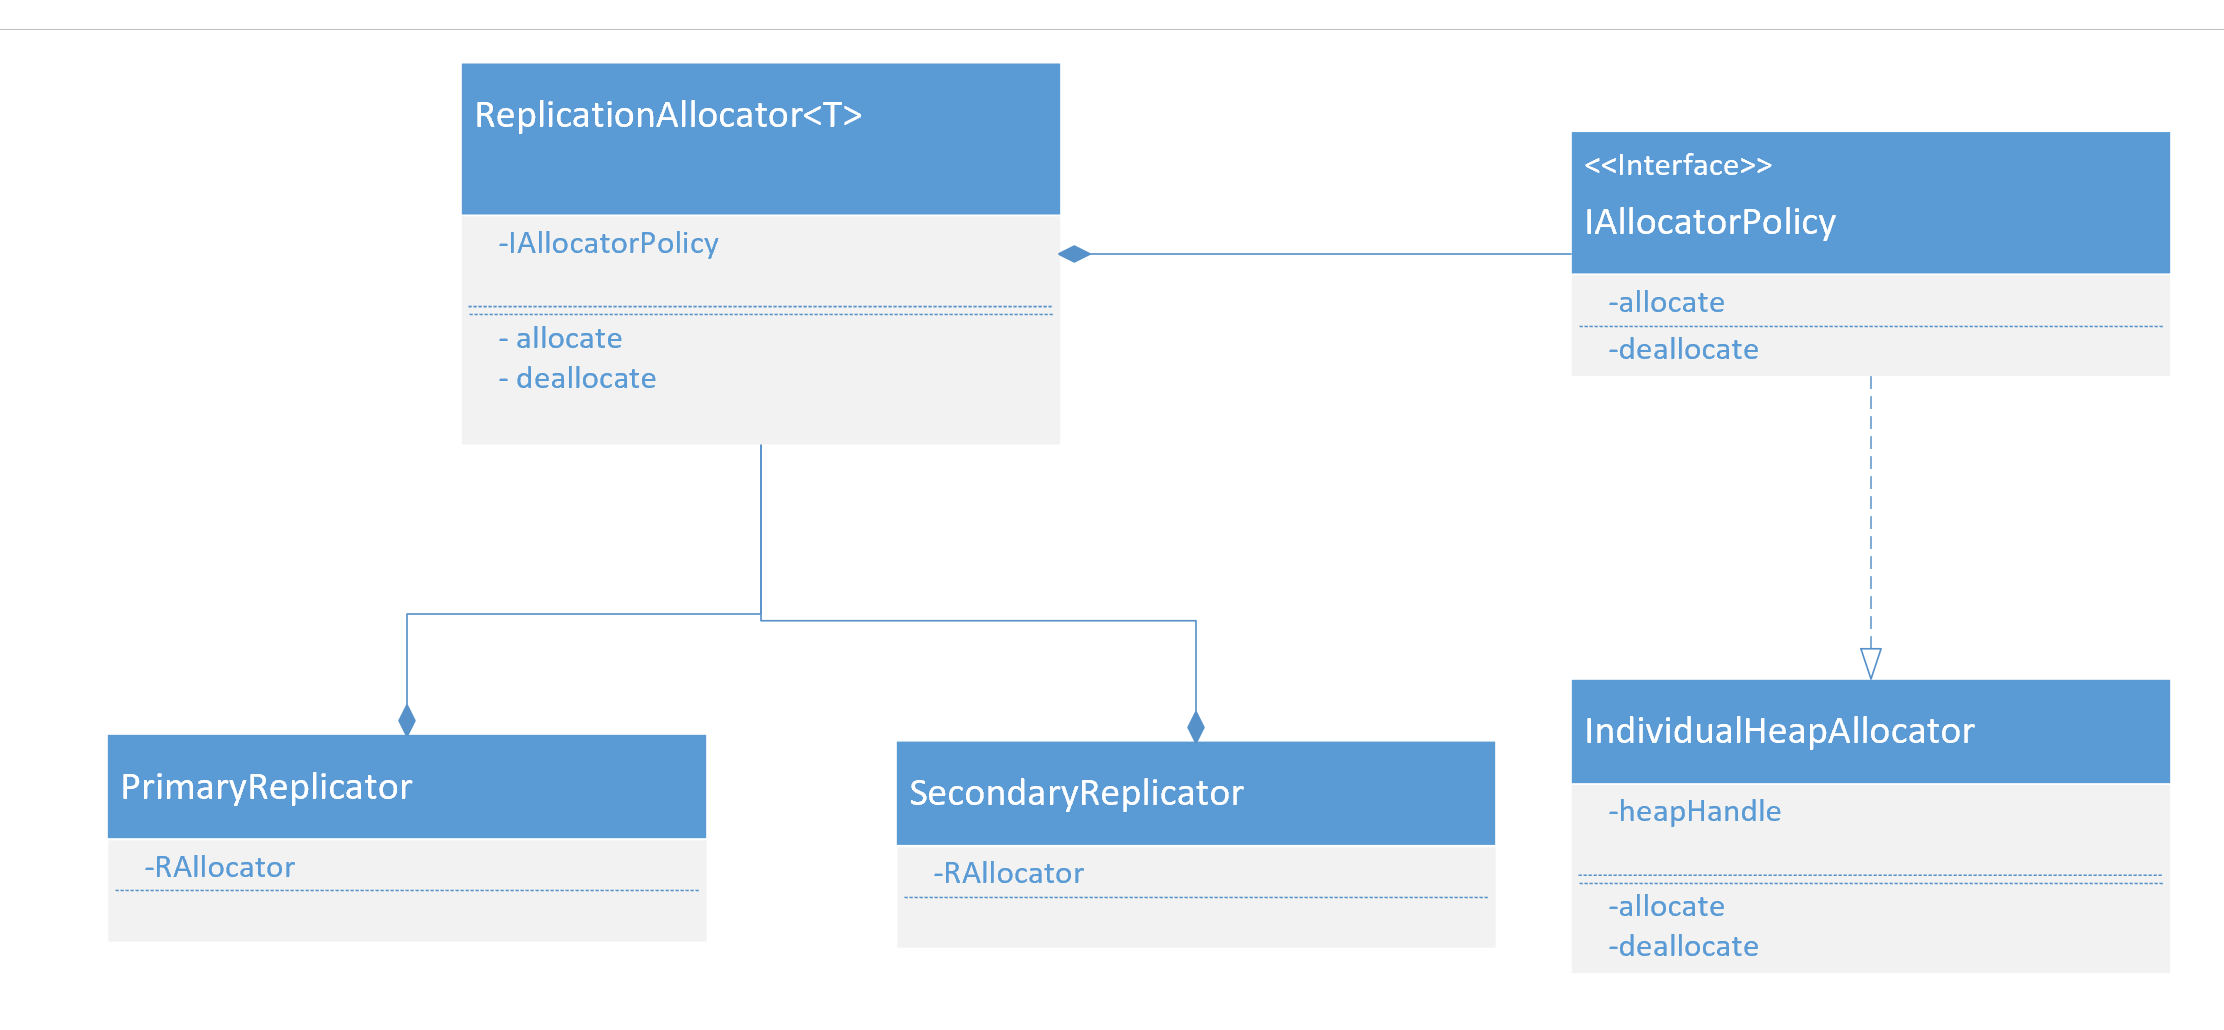 ReplicationAllocator<T>
-IAllocatorPolicy
- allocate
- deallocate
<<Interface>>
IAllocatorPolicy
-allocate
-deallocate
PrimaryReplicator
-RAllocator
SecondaryReplicator
-RAllocator
IndividualHeapAllocator
-heapHandle
-allocate
-deallocate